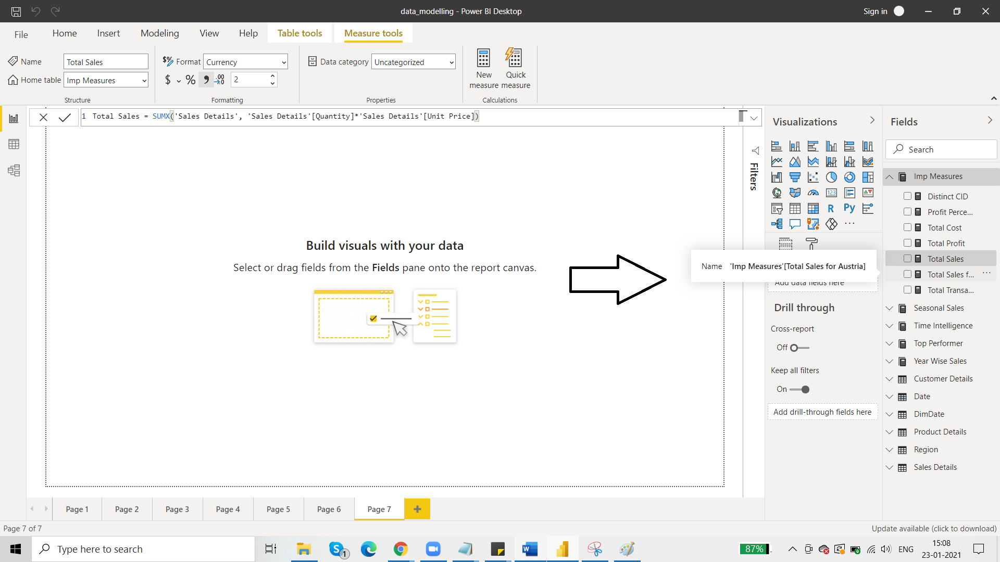 data_modelling - Power BI Desktop
Sign in
File
Home
Insert
Modeling
View
Help
Table tools
Measure tools
Name
Total Sales
Home table
Imp Measures
Structure
$% Format
Currency
$ % 9 .00 →.0
2
Formatting
Data category
Uncategorized
Properties
New measure
Quick measure
Calculations
1 Total Sales = SUMX('Sales Details', 'Sales Details'[Quantity]*'Sales Details'[Unit Price])
Build visuals with your data
Select or drag fields from the Fields pane onto the report canvas.
Filters
Visualizations
123
R
Py
...
Name 'Imp Measures'[Total Sales for Austria]
Add data fields here
Drill through
Cross-report
Off
Keep all filters
On
Add drill-through fields here
Fields
Search
Imp Measures
Distinct CID
Profit Perce...
Total Cost
Total Profit
Total Sales
Total Sales f... ...
Total Transa...
Seasonal Sales
Time Intelligence
Top Performer
Year Wise Sales
Customer Details
Date
DimDate
Product Details
Region
Sales Details
Page 1
Page 2
Page 3
Page 4
Page 5
Page 6
Page 7
+
Page 7 of 7
Update available (click to download)
Type here to search
S
1
W
87%
ENG
15:08
23-01-2021